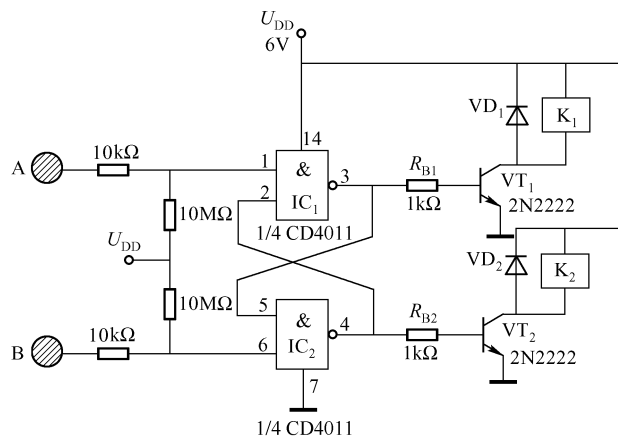 U_DD
6V
VD₁
K₁
14
A
10kΩ
1
&
3
R_B1
2
IC₁
VT₁
1kΩ
2N2222
10MΩ
1/4 CD4011
U_DD
VD₂
K₂
10MΩ
5
&
4
R_B2
B
10kΩ
6
IC₂
VT₂
1kΩ
2N2222
7
1/4 CD4011